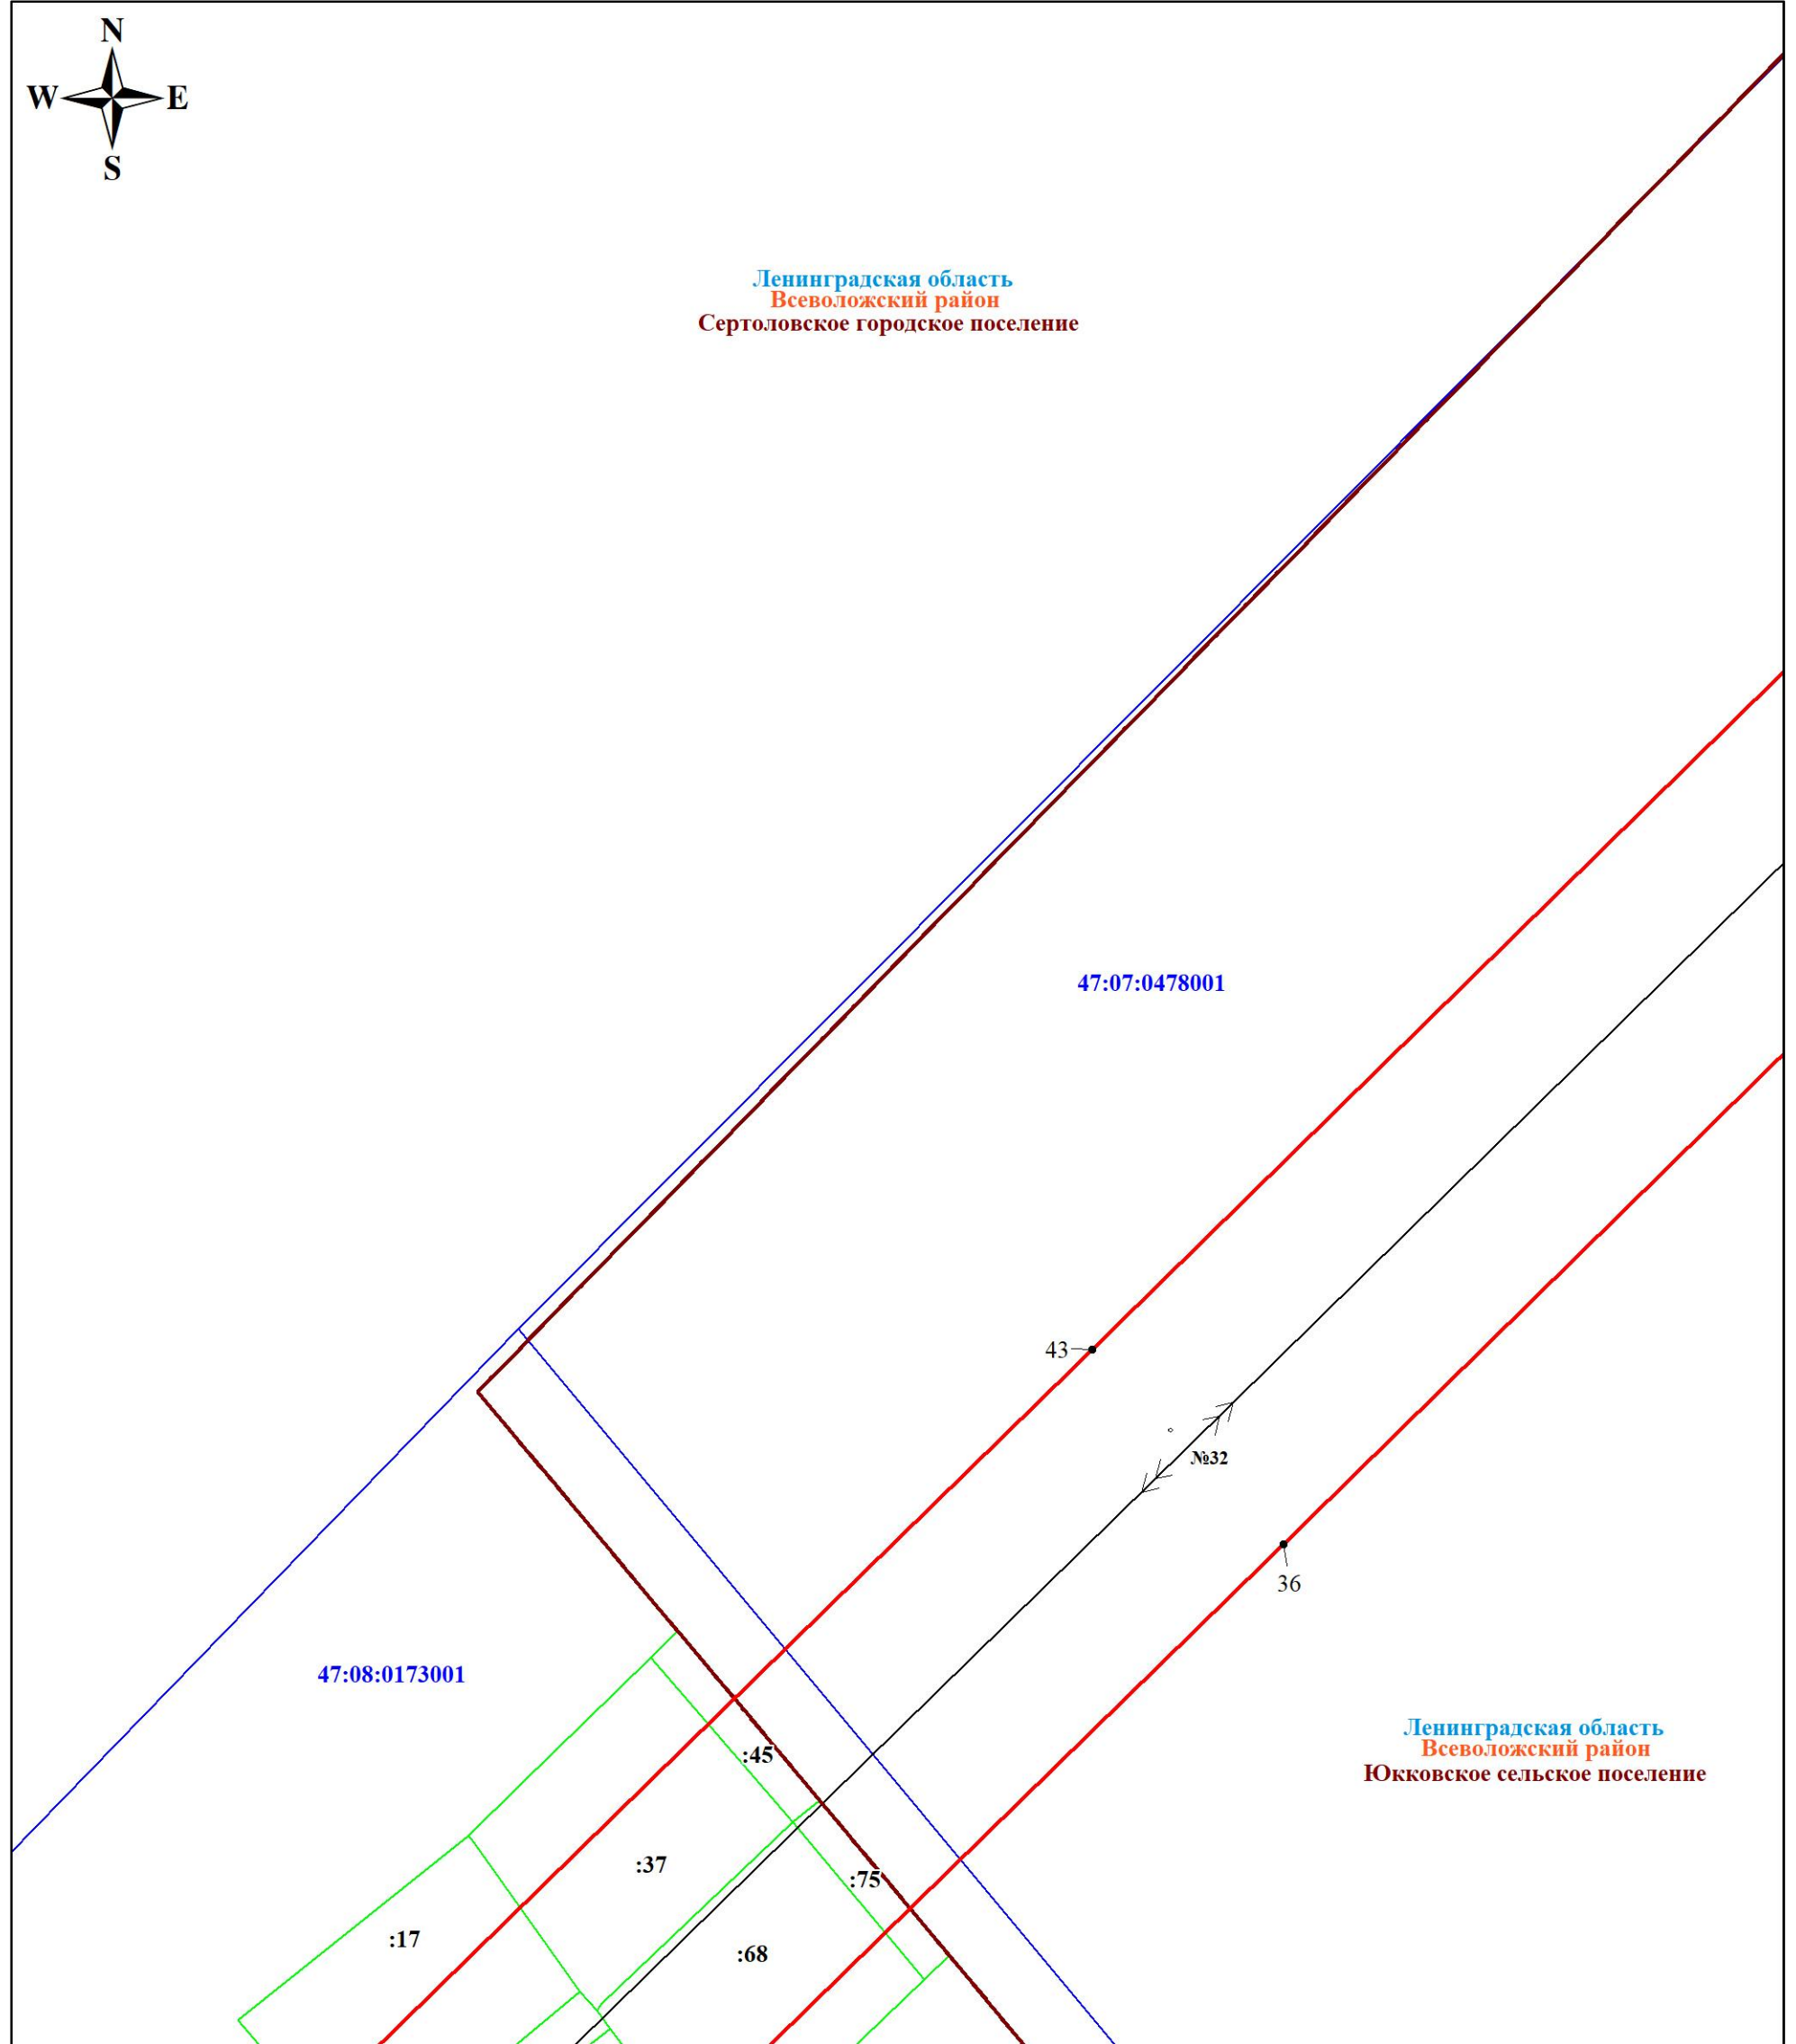 N
W E
S
Ленинградская область
Всеволожский район
Сертоловское городское поселение
47:07:0478001
43
№32
36
47:08:0173001
Ленинградская область
Всеволожский район
Юкковское сельское поселение
:45
:37
:75
:17
:68